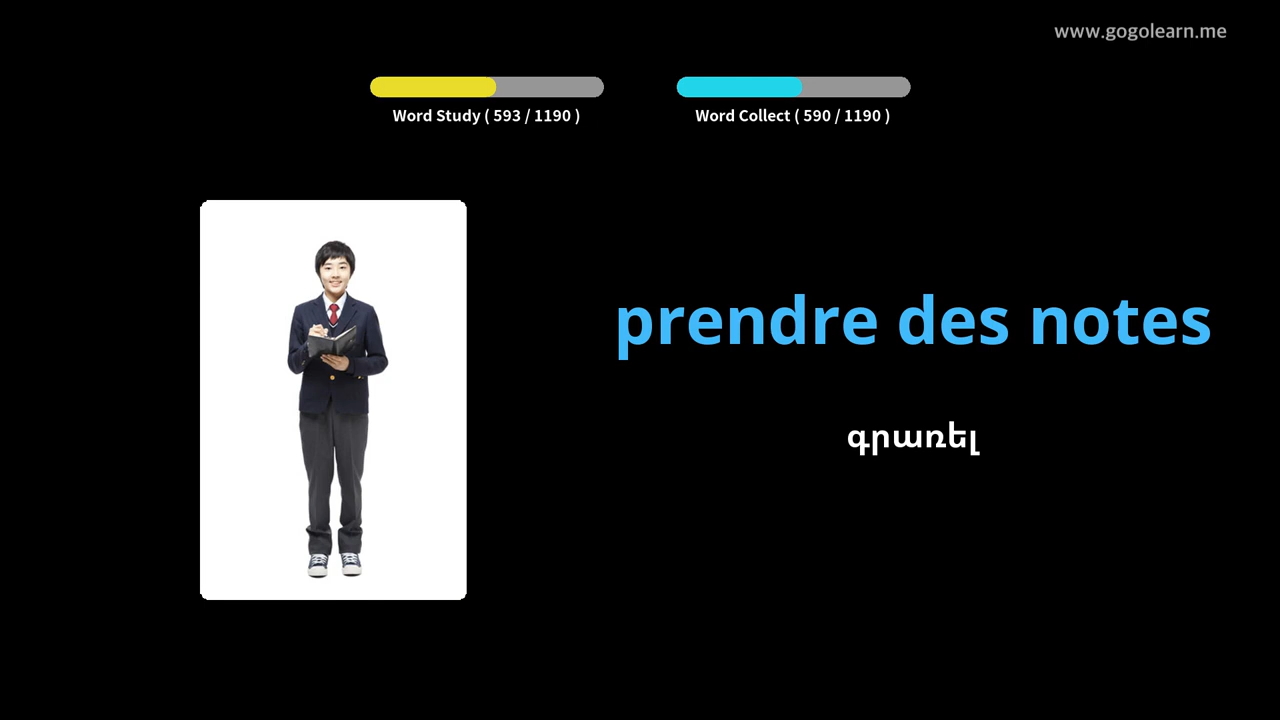 www.gogolearn.me
Word Study ( 593 / 1190 )
Word Collect ( 590 / 1190 )
prendre des notes
գրառել